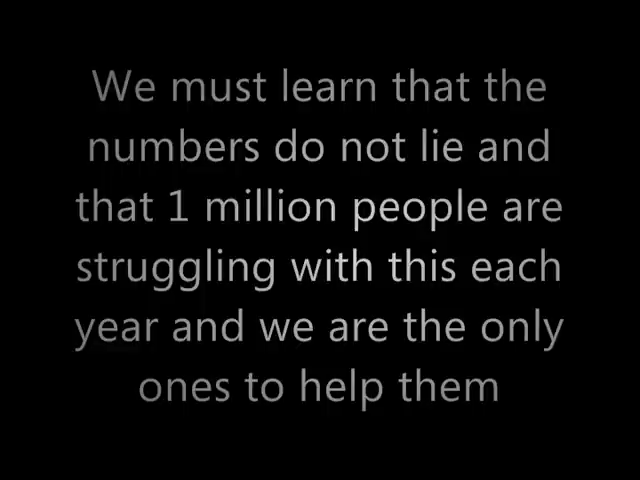 We must learn that the
numbers do not lie and
that 1 million people are
struggling with this each
year and we are the only
ones to help them